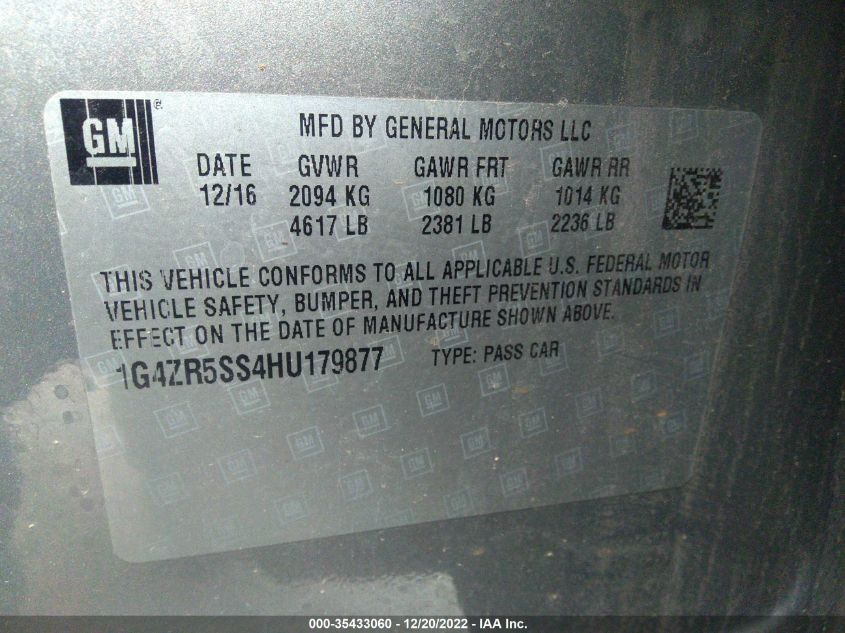 GM
MFD BY GENERAL MOTORS LLC
DATE GVWR GAWR FRT GAWR RR
12/16 2094 KG 1080 KG 1014 KG
4617 LB 2381 LB 2236 LB
THIS VEHICLE CONFORMS TO ALL APPLICABLE U.S. FEDERAL MOTOR
VEHICLE SAFETY, BUMPER, AND THEFT PREVENTION STANDARDS IN
EFFECT ON THE DATE OF MANUFACTURE SHOWN ABOVE.
1G4ZR5SS4HU179877 TYPE: PASS CAR
000-35433060 - 12/20/2022 - IAA Inc.